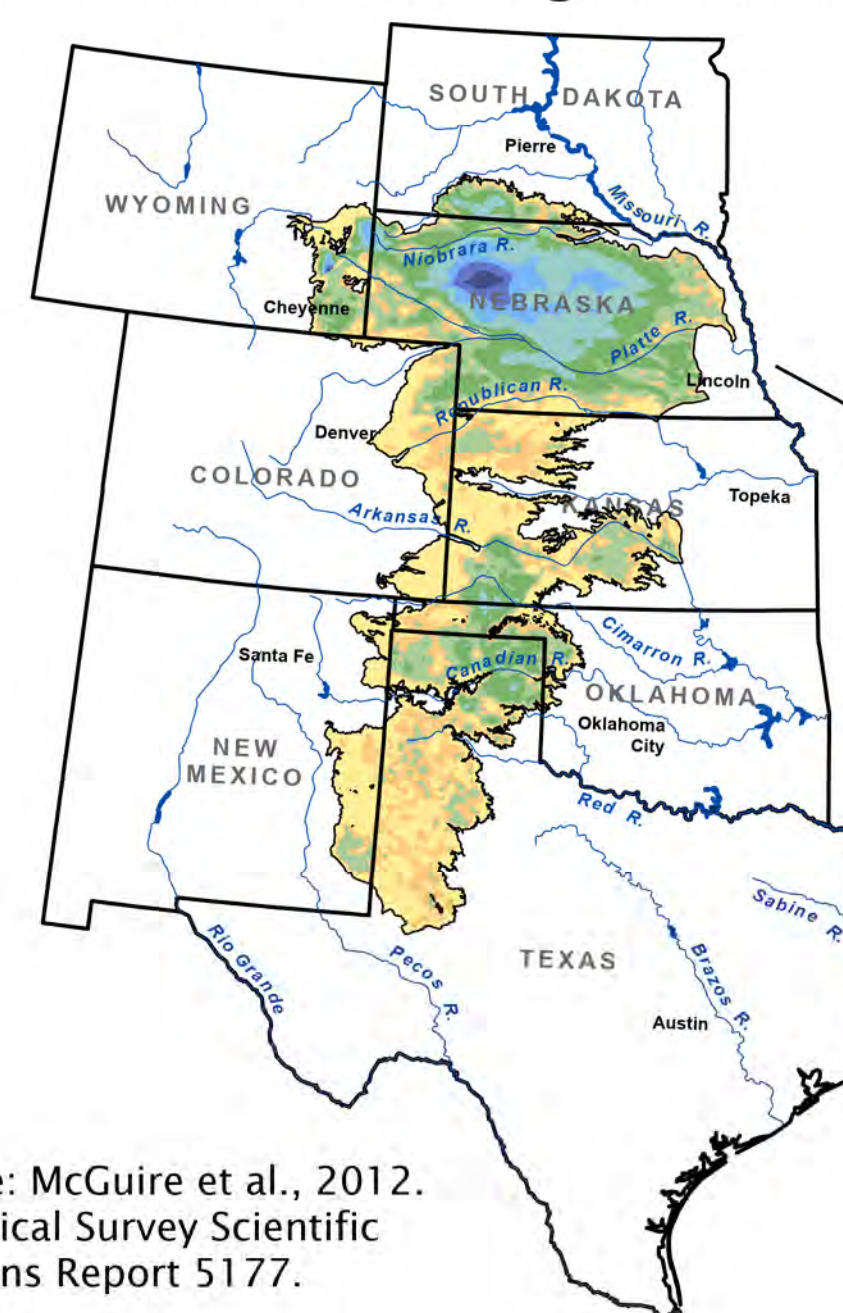 SOUTH DAKOTA
Pierre
Missouri R.
WYOMING
Niobrara R.
Cheyenne
NEBRASKA
Platte R.
Lincoln
Republican R.
Denver
COLORADO
Topeka
KANSAS
Arkansas R.
Cimarron R.
Santa Fe
Canadian R.
OKLAHOMA
Oklahoma
City
NEW
MEXICO
Red R.
Sabine R.
Rio Grande
Pecos R.
TEXAS
Brazos R.
Austin
e: McGuire et al., 2012.
ical Survey Scientific
ns Report 5177.